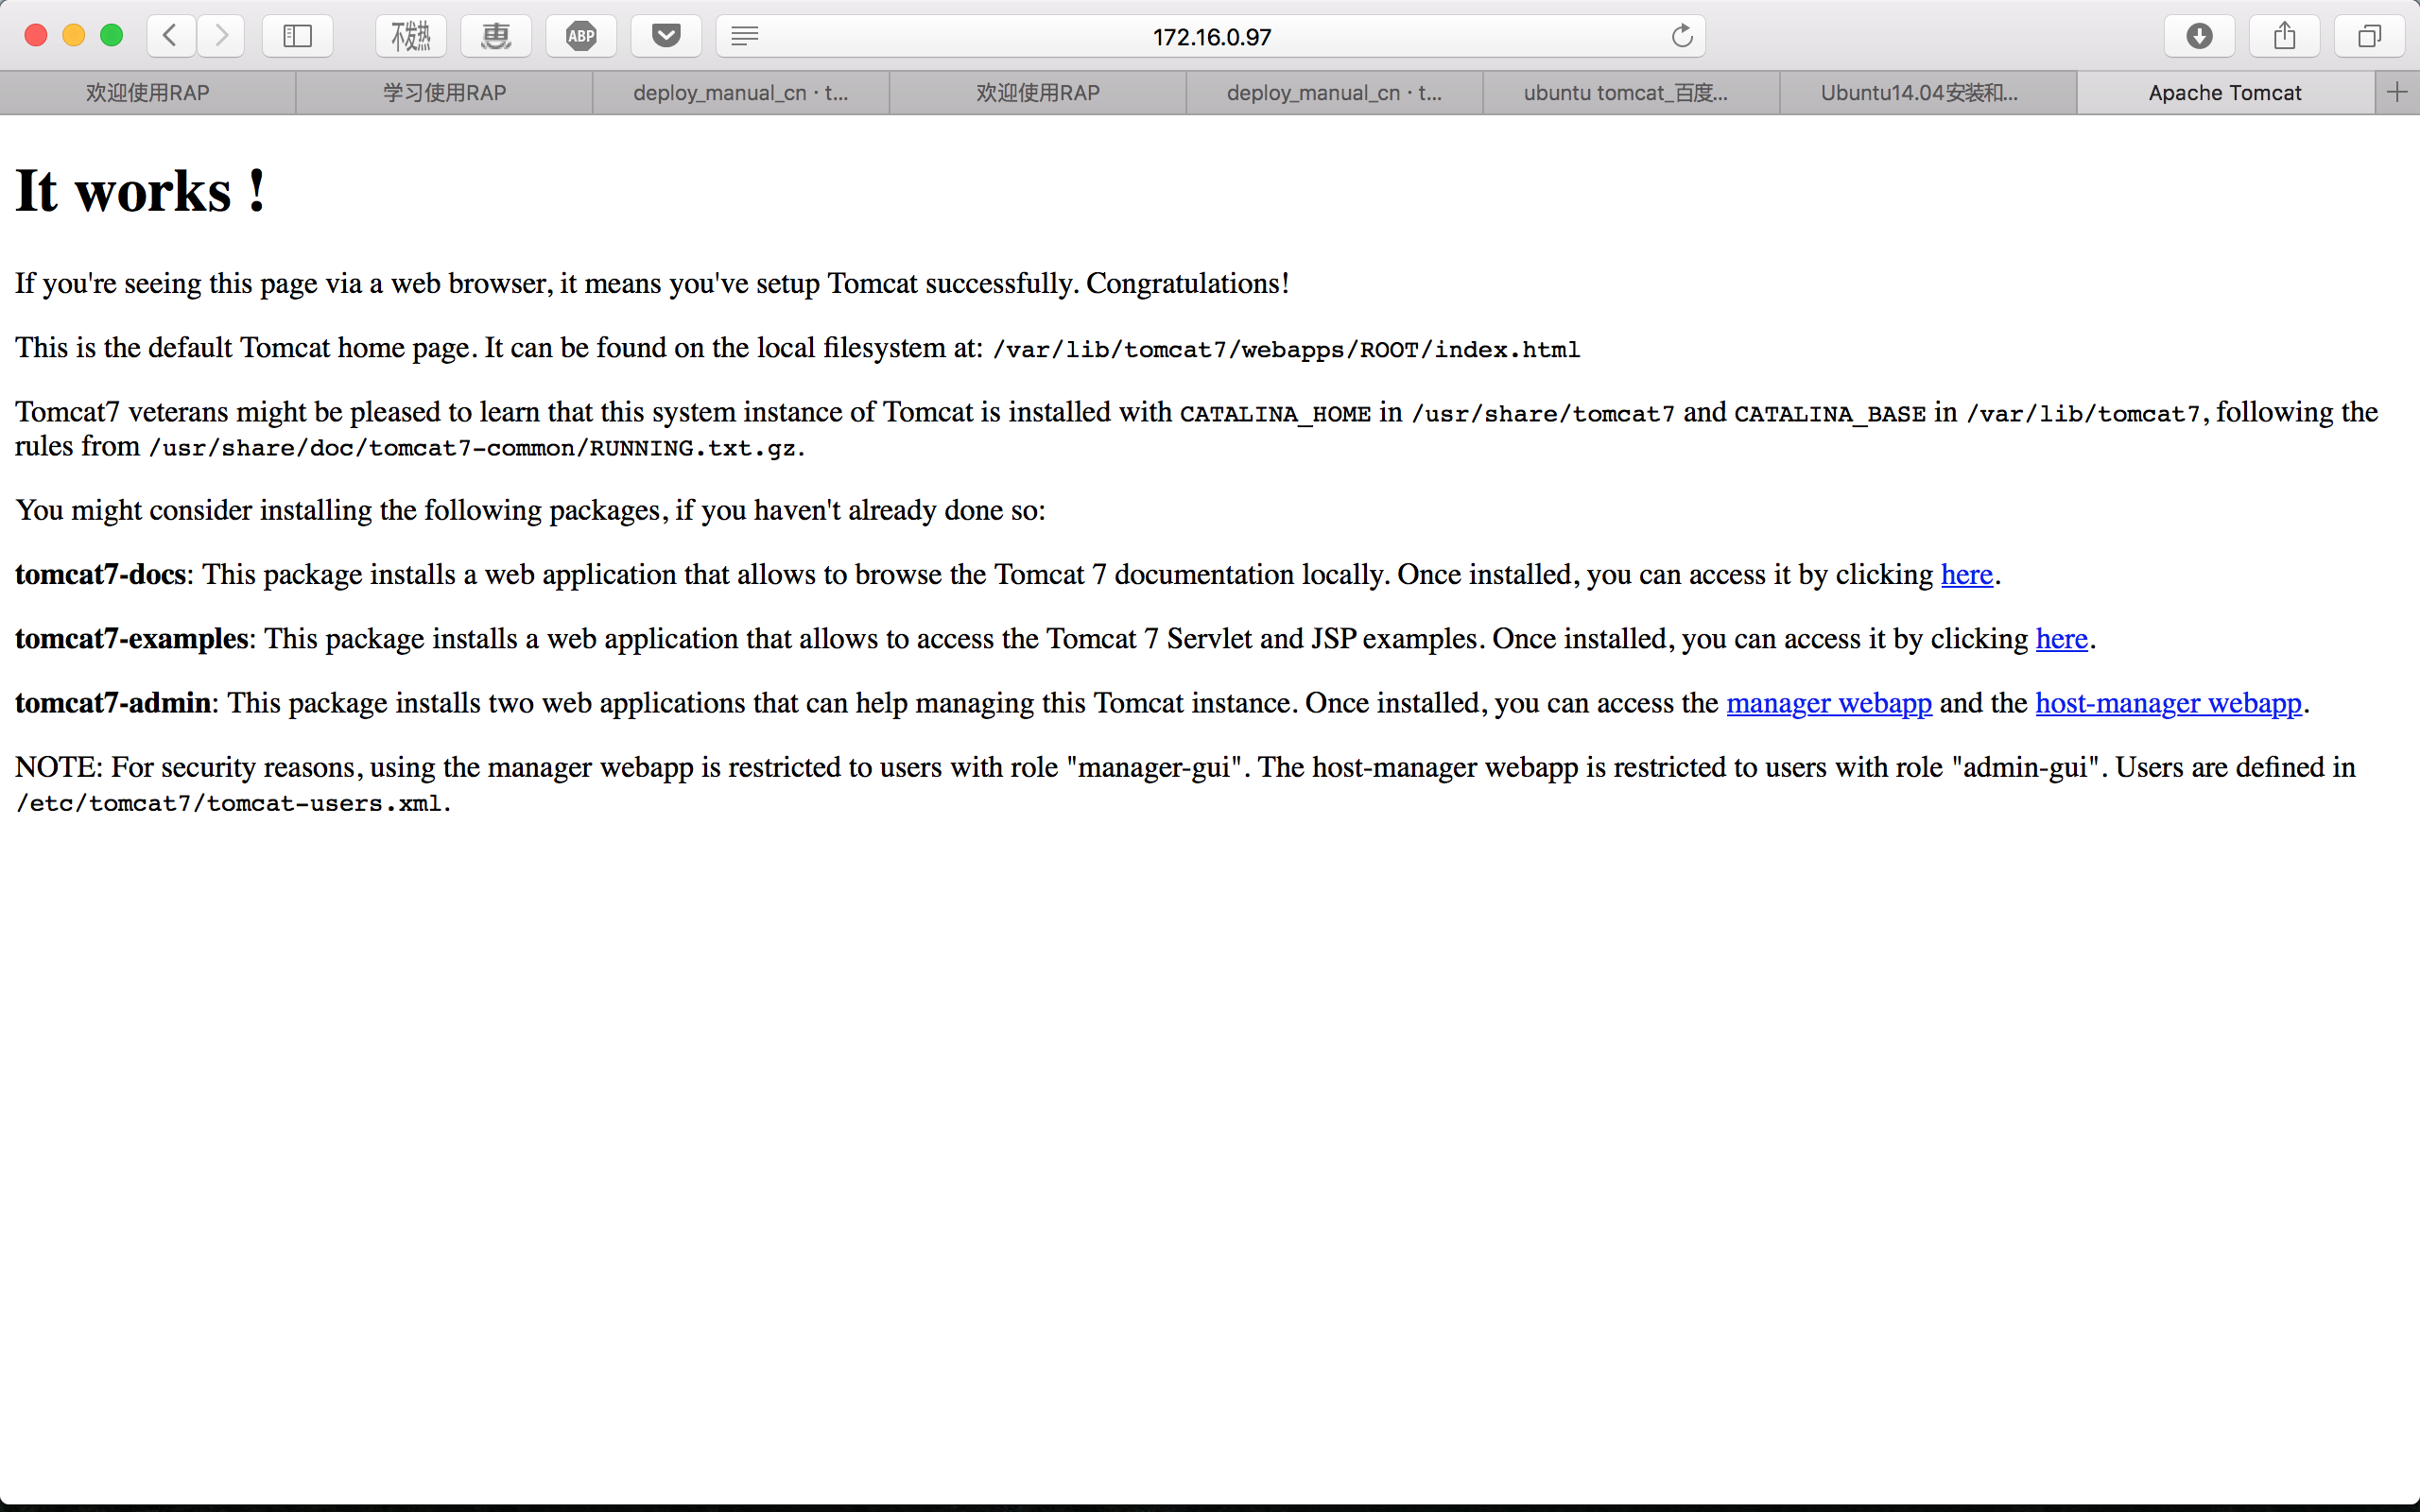 不发热 惠 ABP 172.16.0.97
欢迎使用RAP 学习使用RAP deploy_manual_cn · t... 欢迎使用RAP deploy_manual_cn · t... ubuntu tomcat_百度... Ubuntu14.04安装和... Apache Tomcat
It works !
If you're seeing this page via a web browser, it means you've setup Tomcat successfully. Congratulations!
This is the default Tomcat home page. It can be found on the local filesystem at: /var/lib/tomcat7/webapps/ROOT/index.html
Tomcat7 veterans might be pleased to learn that this system instance of Tomcat is installed with CATALINA_HOME in /usr/share/tomcat7 and CATALINA_BASE in /var/lib/tomcat7, following the
rules from /usr/share/doc/tomcat7-common/RUNNING.txt.gz.
You might consider installing the following packages, if you haven't already done so:
tomcat7-docs: This package installs a web application that allows to browse the Tomcat 7 documentation locally. Once installed, you can access it by clicking here.
tomcat7-examples: This package installs a web application that allows to access the Tomcat 7 Servlet and JSP examples. Once installed, you can access it by clicking here.
tomcat7-admin: This package installs two web applications that can help managing this Tomcat instance. Once installed, you can access the manager webapp and the host-manager webapp.
NOTE: For security reasons, using the manager webapp is restricted to users with role "manager-gui". The host-manager webapp is restricted to users with role "admin-gui". Users are defined in
/etc/tomcat7/tomcat-users.xml.